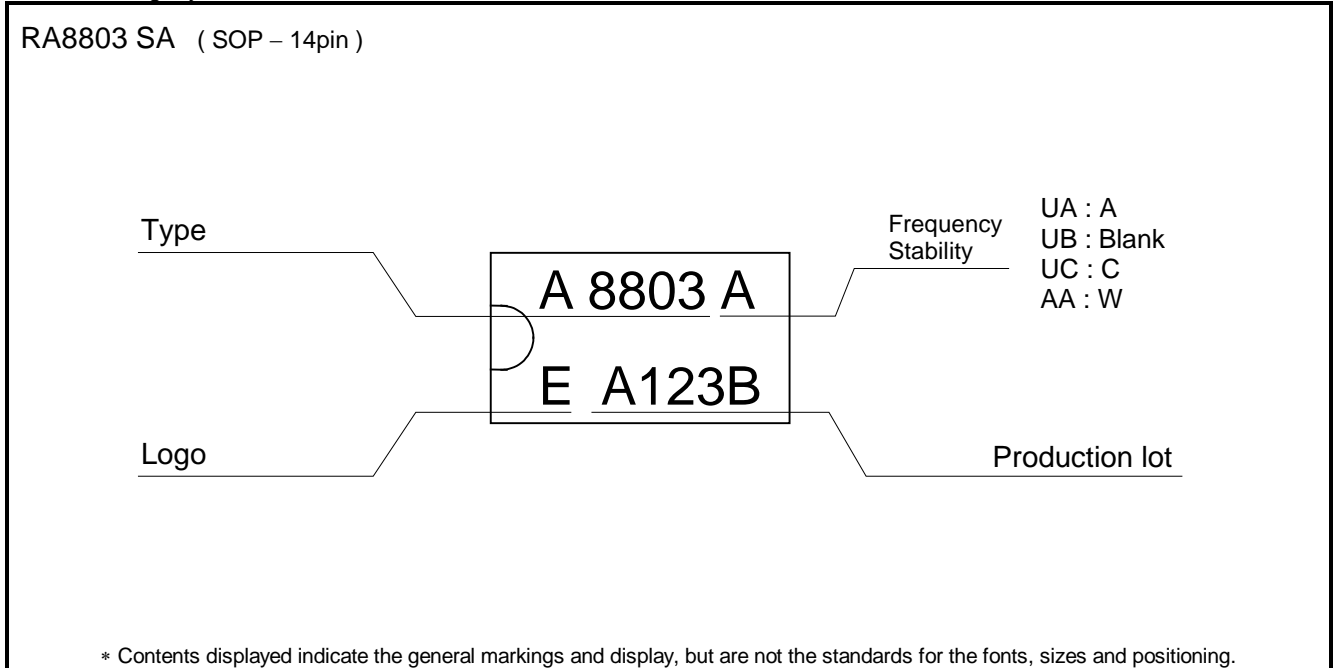 RA8803 SA ( SOP – 14pin )
Type
Frequency
Stability
UA : A
UB : Blank
UC : C
AA : W
A 8803 A
E A123B
Logo
Production lot
* Contents displayed indicate the general markings and display, but are not the standards for the fonts, sizes and positioning.